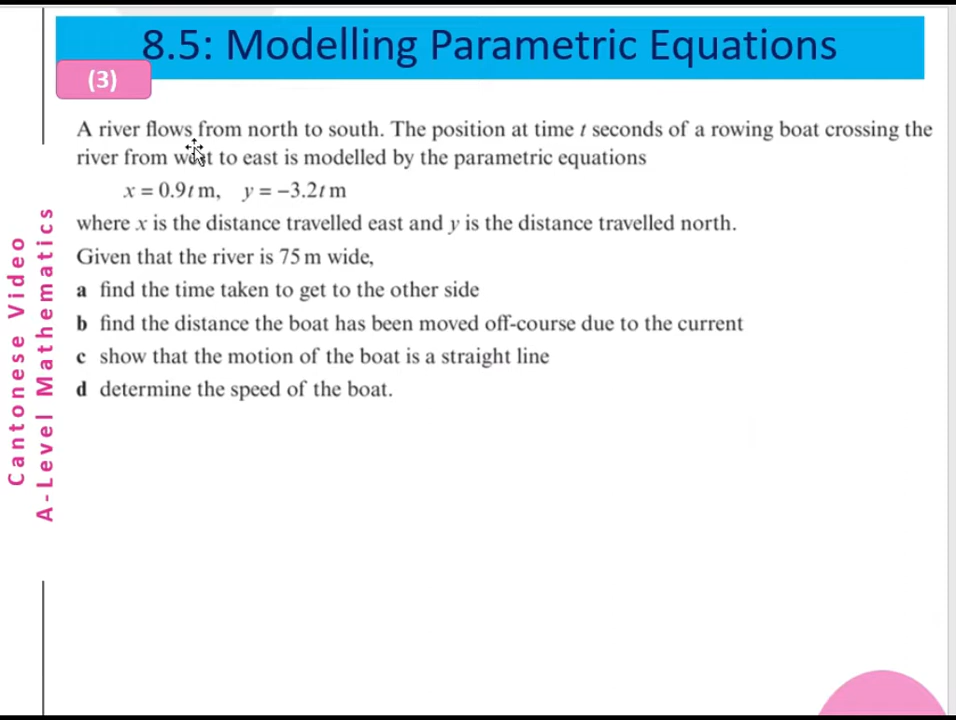 8.5: Modelling Parametric Equations
(3)
A river flows from north to south. The position at time t seconds of a rowing boat crossing the
river from west to east is modelled by the parametric equations
x = 0.9t m, y = −3.2t m
where x is the distance travelled east and y is the distance travelled north.
Given that the river is 75 m wide,
a find the time taken to get to the other side
b find the distance the boat has been moved off-course due to the current
c show that the motion of the boat is a straight line
d determine the speed of the boat.
Cantonese Video
A-Level Mathematics